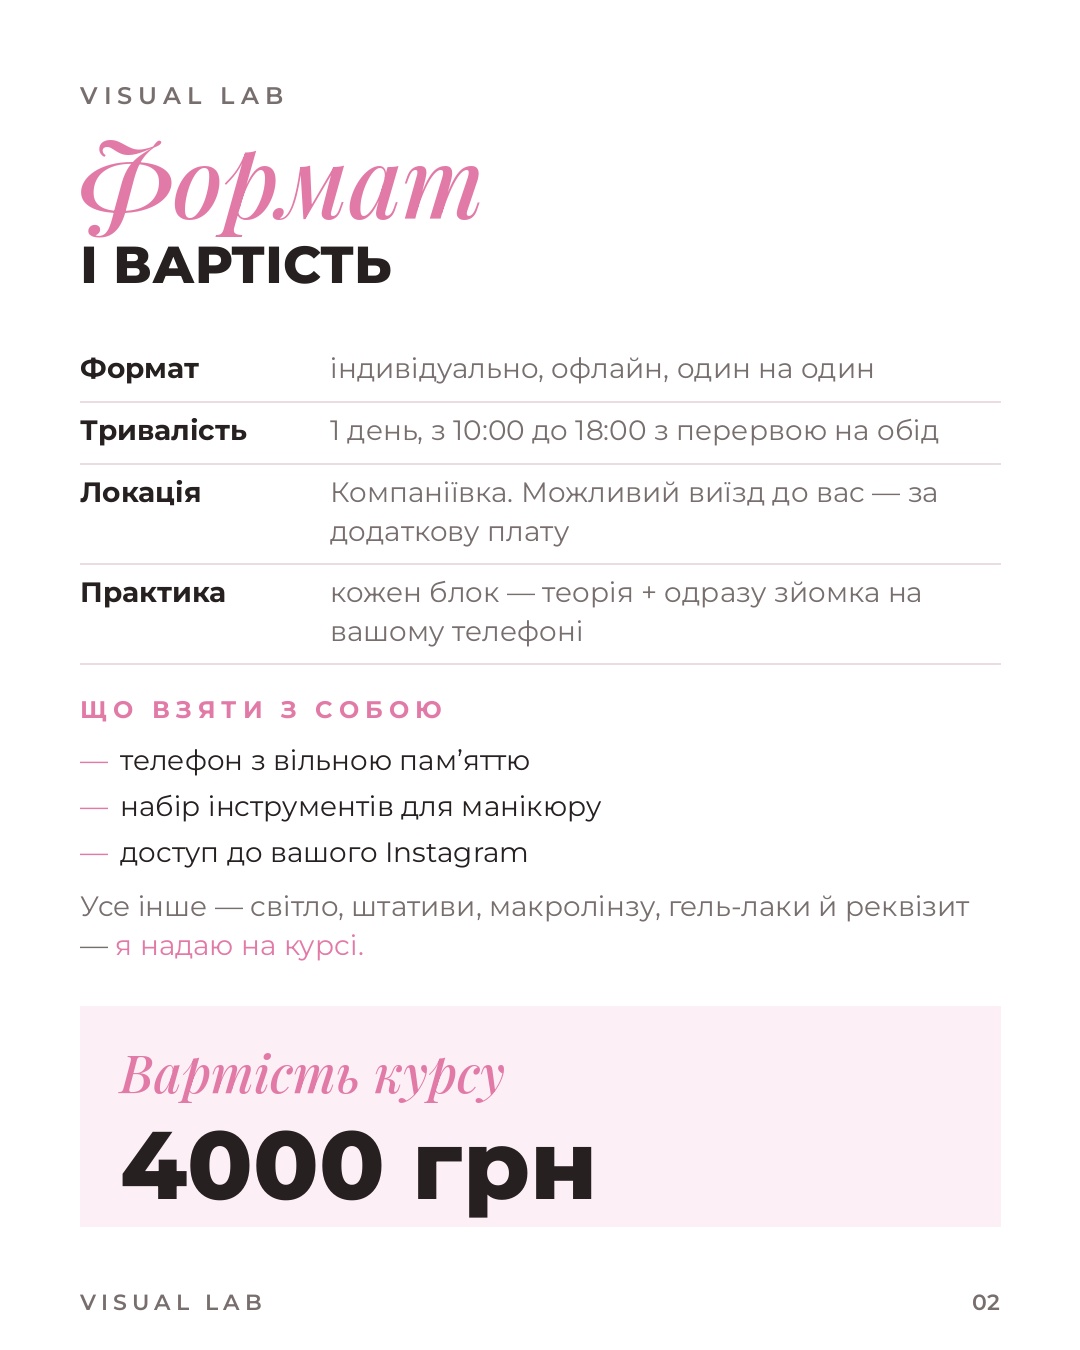 VISUAL LAB
Формат
І ВАРТІСТЬ
Формат індивідуально, офлайн, один на один
Тривалість 1 день, з 10:00 до 18:00 з перервою на обід
Локація Компаніївка. Можливий виїзд до вас — за
додаткову плату
Практика кожен блок — теорія + одразу зйомка на
вашому телефоні
ЩО ВЗЯТИ З СОБОЮ
— телефон з вільною пам’яттю
— набір інструментів для манікюру
— доступ до вашого Instagram
Усе інше — світло, штативи, макролінзу, гель-лаки й реквізит
— я надаю на курсі.
Вартість курсу
4000 грн
VISUAL LAB 02